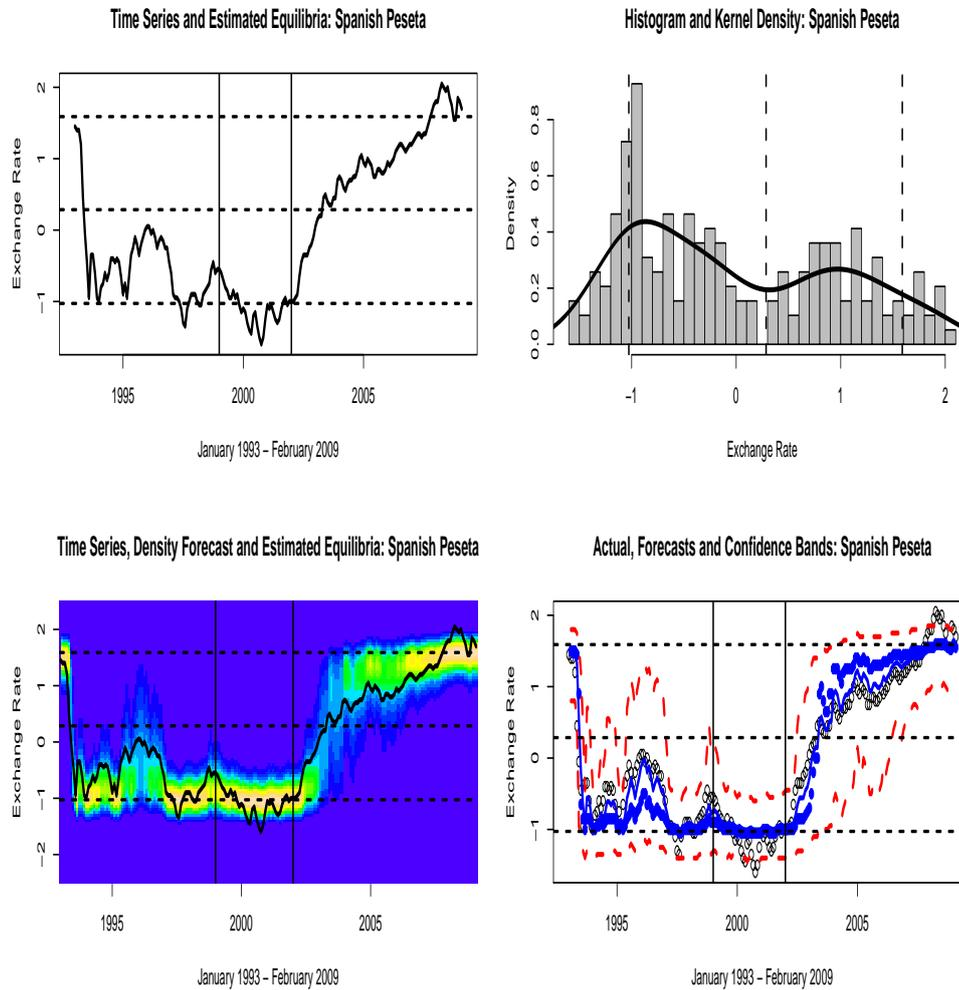 Time Series and Estimated Equilibria: Spanish Peseta
Exchange Rate
2
1
0
−1
1995
2000
2005
January 1993 − February 2009
Histogram and Kernel Density: Spanish Peseta
Density
0.8
0.6
0.4
0.2
0.0
−1
0
1
2
Exchange Rate
Time Series, Density Forecast and Estimated Equilibria: Spanish Peseta
Exchange Rate
2
1
0
−1
−2
1995
2000
2005
January 1993 − February 2009
Actual, Forecasts and Confidence Bands: Spanish Peseta
Exchange Rate
2
1
0
−1
1995
2000
2005
January 1993 − February 2009